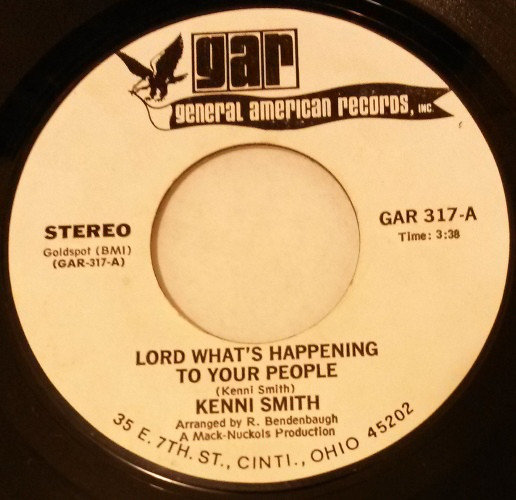 gar
general american records, INC.
STEREO
Goldspot (BMI)
(GAR-317-A)
GAR 317-A
Time: 3:38
LORD WHAT'S HAPPENING
TO YOUR PEOPLE
(Kenni Smith)
KENNI SMITH
Arranged by R. Bendenbaugh
A Mack-Nuckols Production
35 E. 7TH. ST., CINTI., OHIO 45202